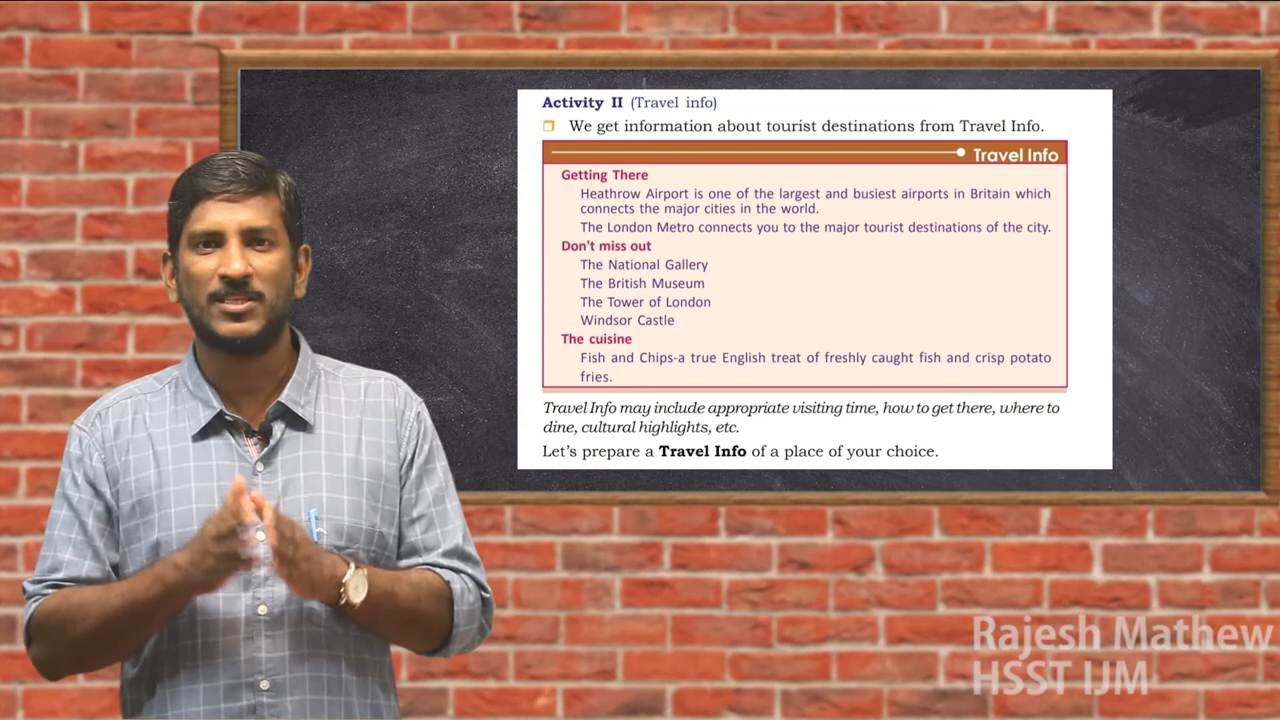 Activity II (Travel info)
❒ We get information about tourist destinations from Travel Info.
Travel Info
Getting There
Heathrow Airport is one of the largest and busiest airports in Britain which
connects the major cities in the world.
The London Metro connects you to the major tourist destinations of the city.
Don't miss out
The National Gallery
The British Museum
The Tower of London
Windsor Castle
The cuisine
Fish and Chips-a true English treat of freshly caught fish and crisp potato
fries.
Travel Info may include appropriate visiting time, how to get there, where to
dine, cultural highlights, etc.
Let's prepare a Travel Info of a place of your choice.
Rajesh Mathew
HSST IJM